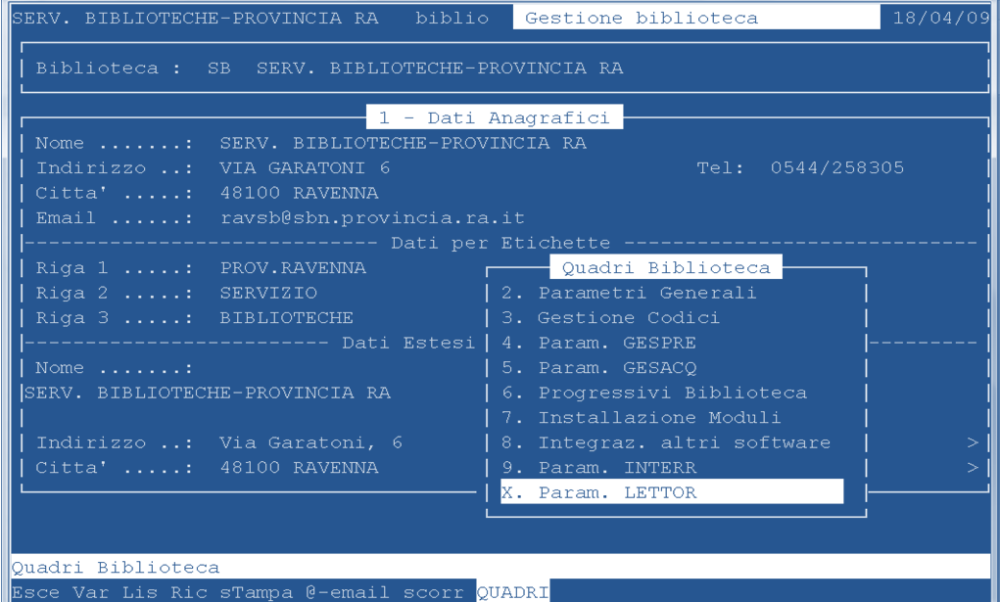 SERV. BIBLIOTECHE-PROVINCIA RA biblio Gestione biblioteca 18/04/09
Biblioteca : SB SERV. BIBLIOTECHE-PROVINCIA RA
1 - Dati Anagrafici
Nome .......: SERV. BIBLIOTECHE-PROVINCIA RA
Indirizzo ..: VIA GARATONI 6 Tel: 0544/258305
Citta' .....: 48100 RAVENNA
Email ......: ravsb@sbn.provincia.ra.it
Dati per Etichette
Riga 1 .....: PROV.RAVENNA
Riga 2 .....: SERVIZIO
Riga 3 .....: BIBLIOTECHE
Dati Estesi
Nome .......:
SERV. BIBLIOTECHE-PROVINCIA RA
Indirizzo ..: Via Garatoni, 6 >
Citta' .....: 48100 RAVENNA >
Quadri Biblioteca
2. Parametri Generali
3. Gestione Codici
4. Param. GESPRE
5. Param. GESACQ
6. Progressivi Biblioteca
7. Installazione Moduli
8. Integraz. altri software
9. Param. INTERR
X. Param. LETTOR
Quadri Biblioteca
Esce Var Lis Ric sTampa @-email scorr QUADRI